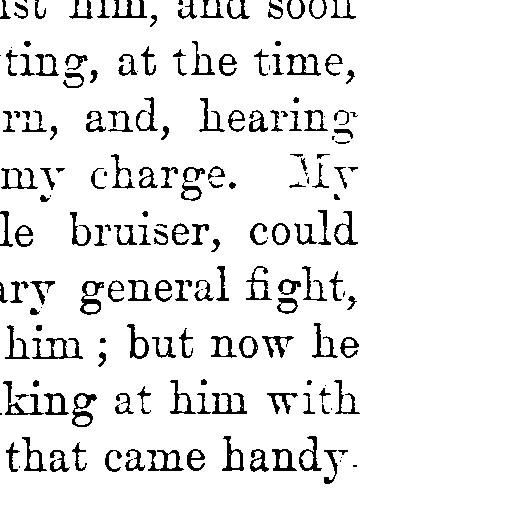 him, and soon
ting, at the time,
rn, and, hearing
my charge. My
le bruiser, could
ary general fight,
him ; but now he
king at him with
that came handy.